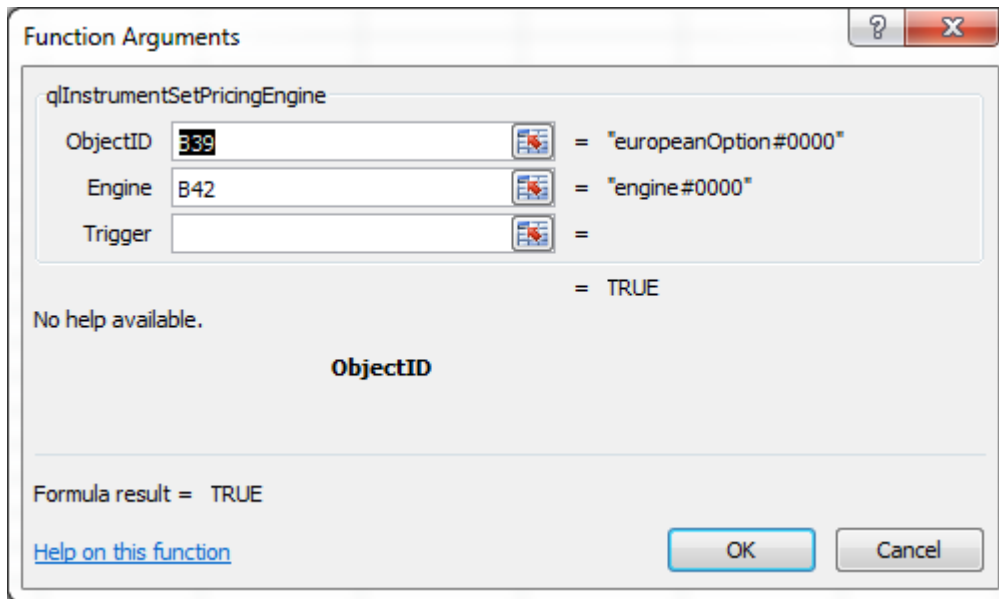 Function Arguments
qlInstrumentSetPricingEngine
ObjectID B39 = "europeanOption#0000"
Engine B42 = "engine#0000"
Trigger =
= TRUE
No help available.
ObjectID
Formula result = TRUE
Help on this function OK Cancel